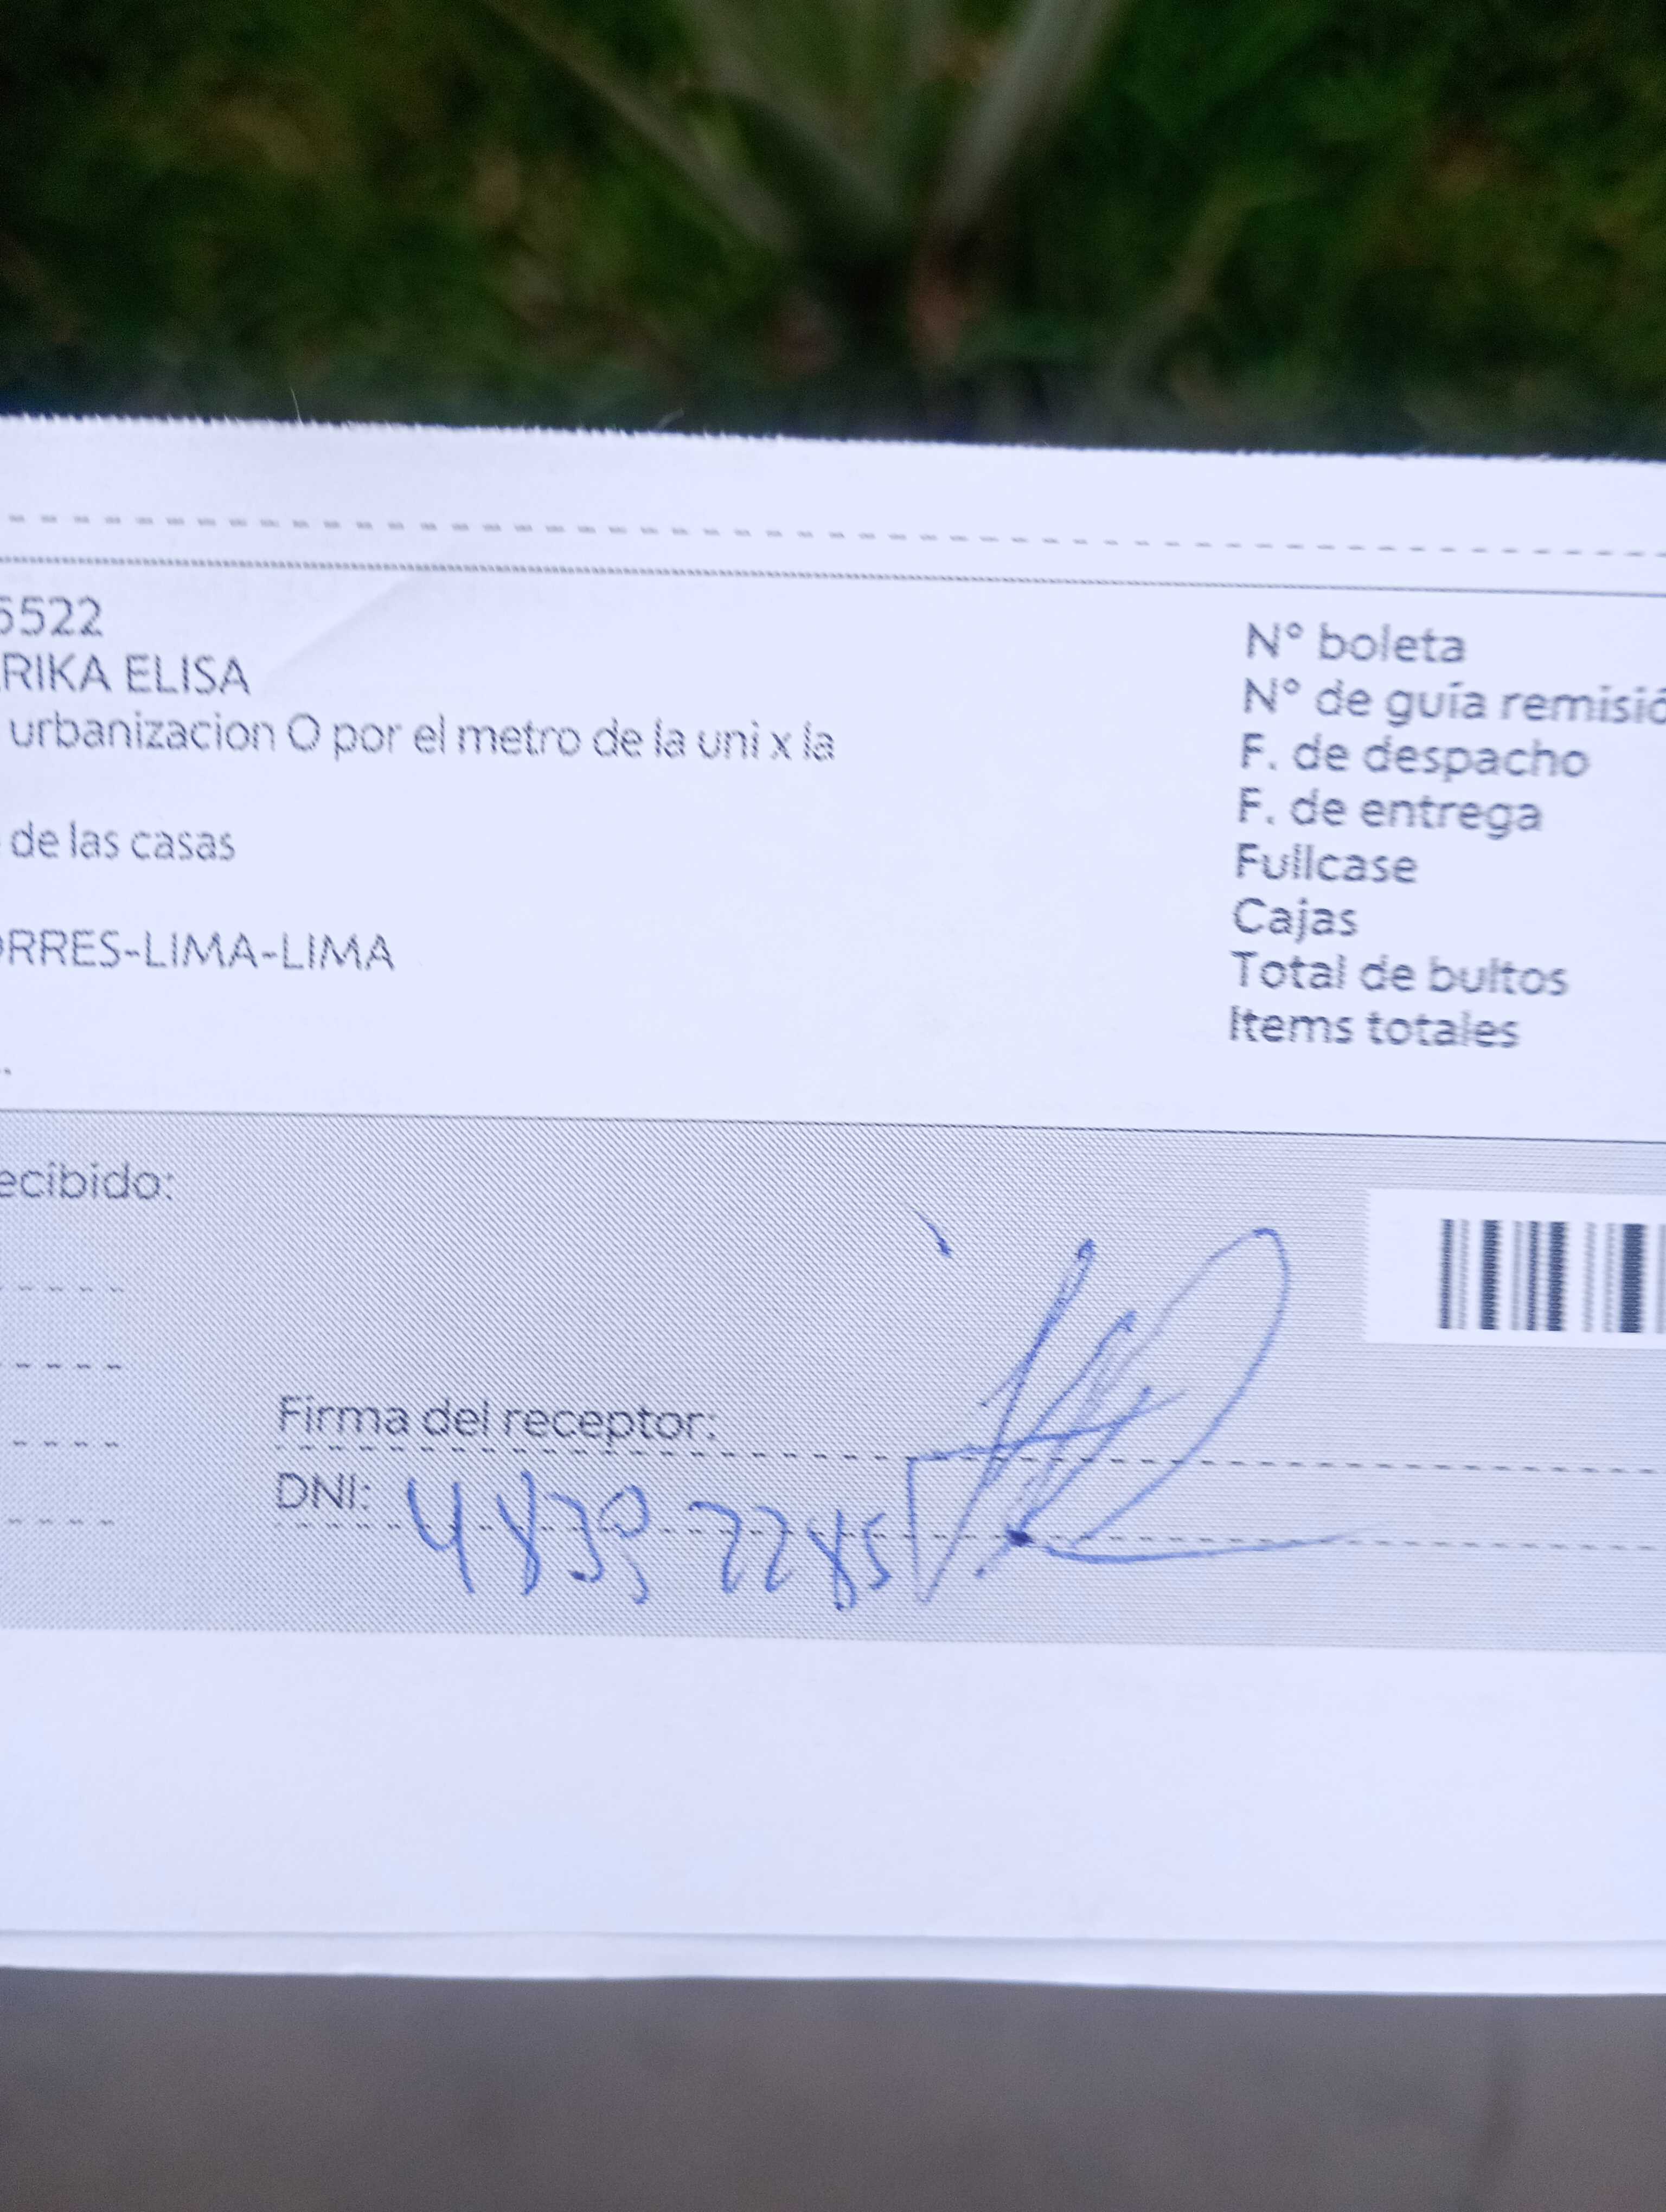 5522
RIKA ELISA
urbanizacion O por el metro de la uni x la
de las casas
ORRES-LIMA-LIMA
N° boleta
N° de guía remisió
F. de despacho
F. de entrega
Fullcase
Cajas
Total de bultos
Items totales
ecibido:
Firma del receptor:
DNI: